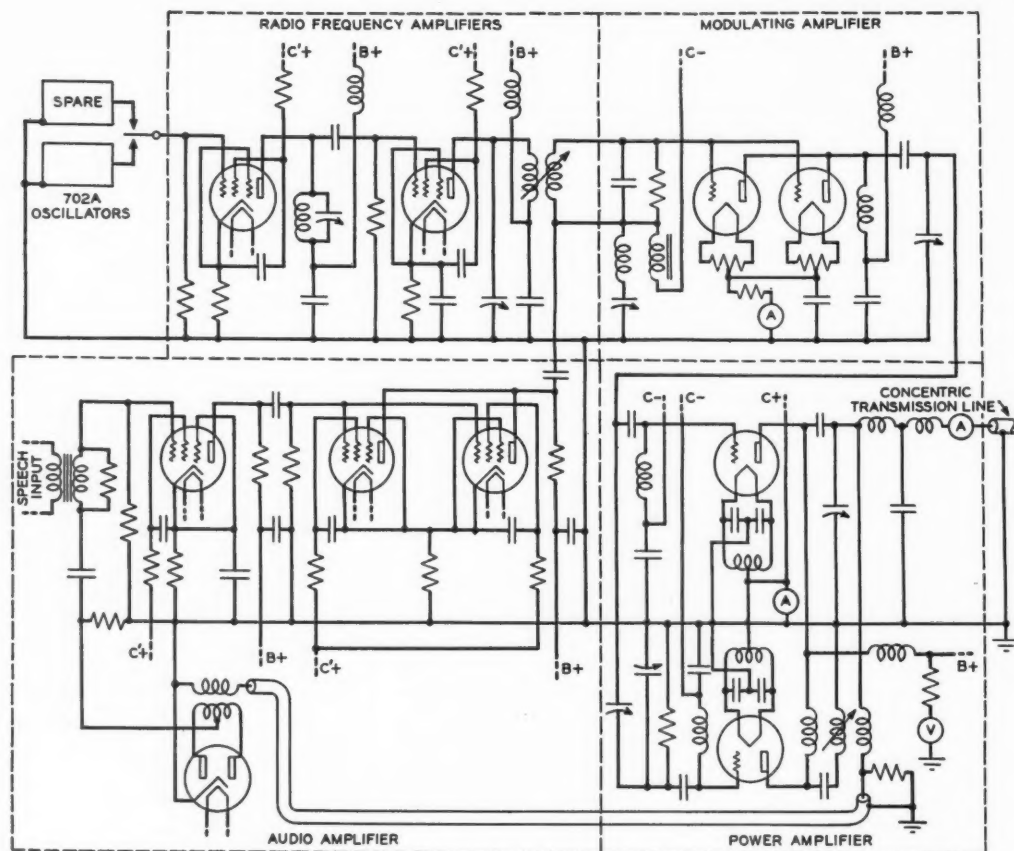 RADIO FREQUENCY AMPLIFIERS
MODULATING AMPLIFIER
C'+
B+
C'+
B+
C-
B+
SPARE
702A
OSCILLATORS
A
SPEECH
INPUT
C-
C-
C+
CONCENTRIC
TRANSMISSION LINE
A
A
C'+
B+
C'+
B+
B+
V
AUDIO AMPLIFIER
POWER AMPLIFIER